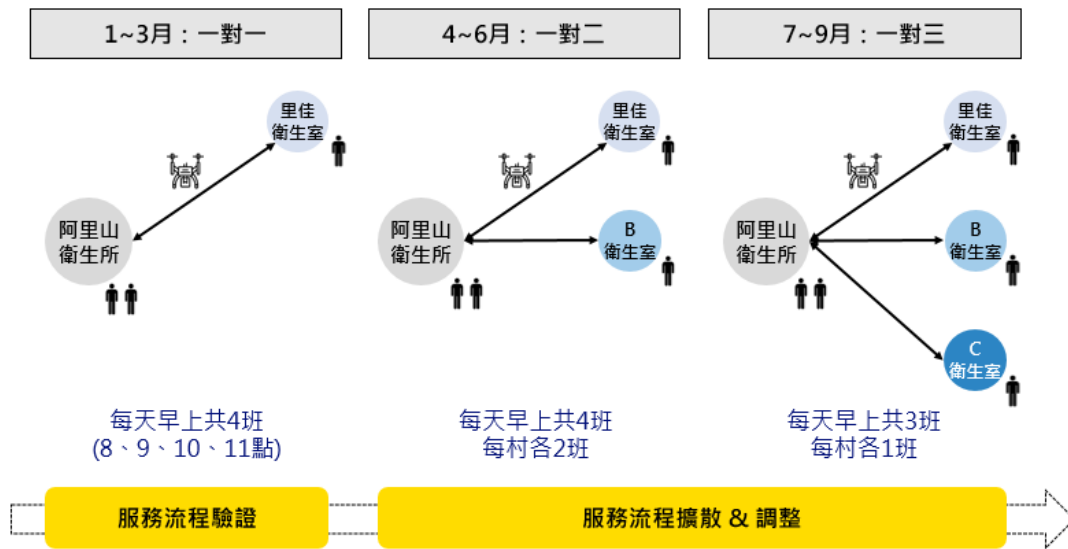 1~3月：一對一
里佳
衛生室
阿里山
衛生所
每天早上共4班
(8、9、10、11點)
4~6月：一對二
里佳
衛生室
阿里山
衛生所
B
衛生室
每天早上共4班
每村各2班
7~9月：一對三
里佳
衛生室
阿里山
衛生所
B
衛生室
C
衛生室
每天早上共3班
每村各1班
服務流程驗證
服務流程擴散 & 調整